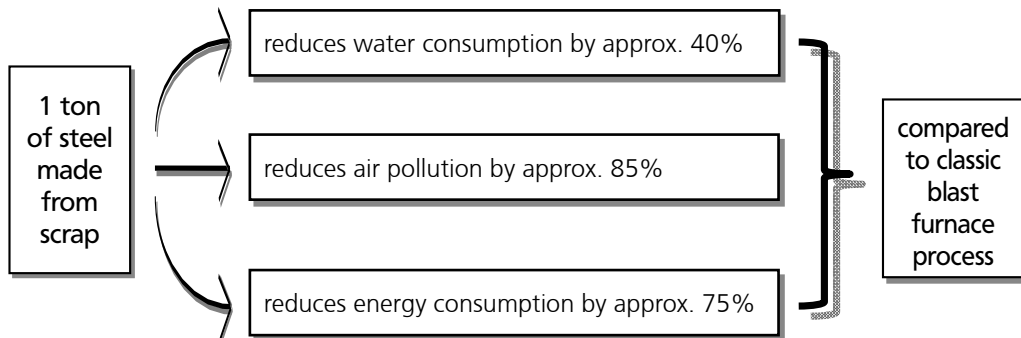 1 ton
of steel
made
from
scrap
reduces water consumption by approx. 40%
reduces air pollution by approx. 85%
reduces energy consumption by approx. 75%
compared
to classic
blast
furnace
process